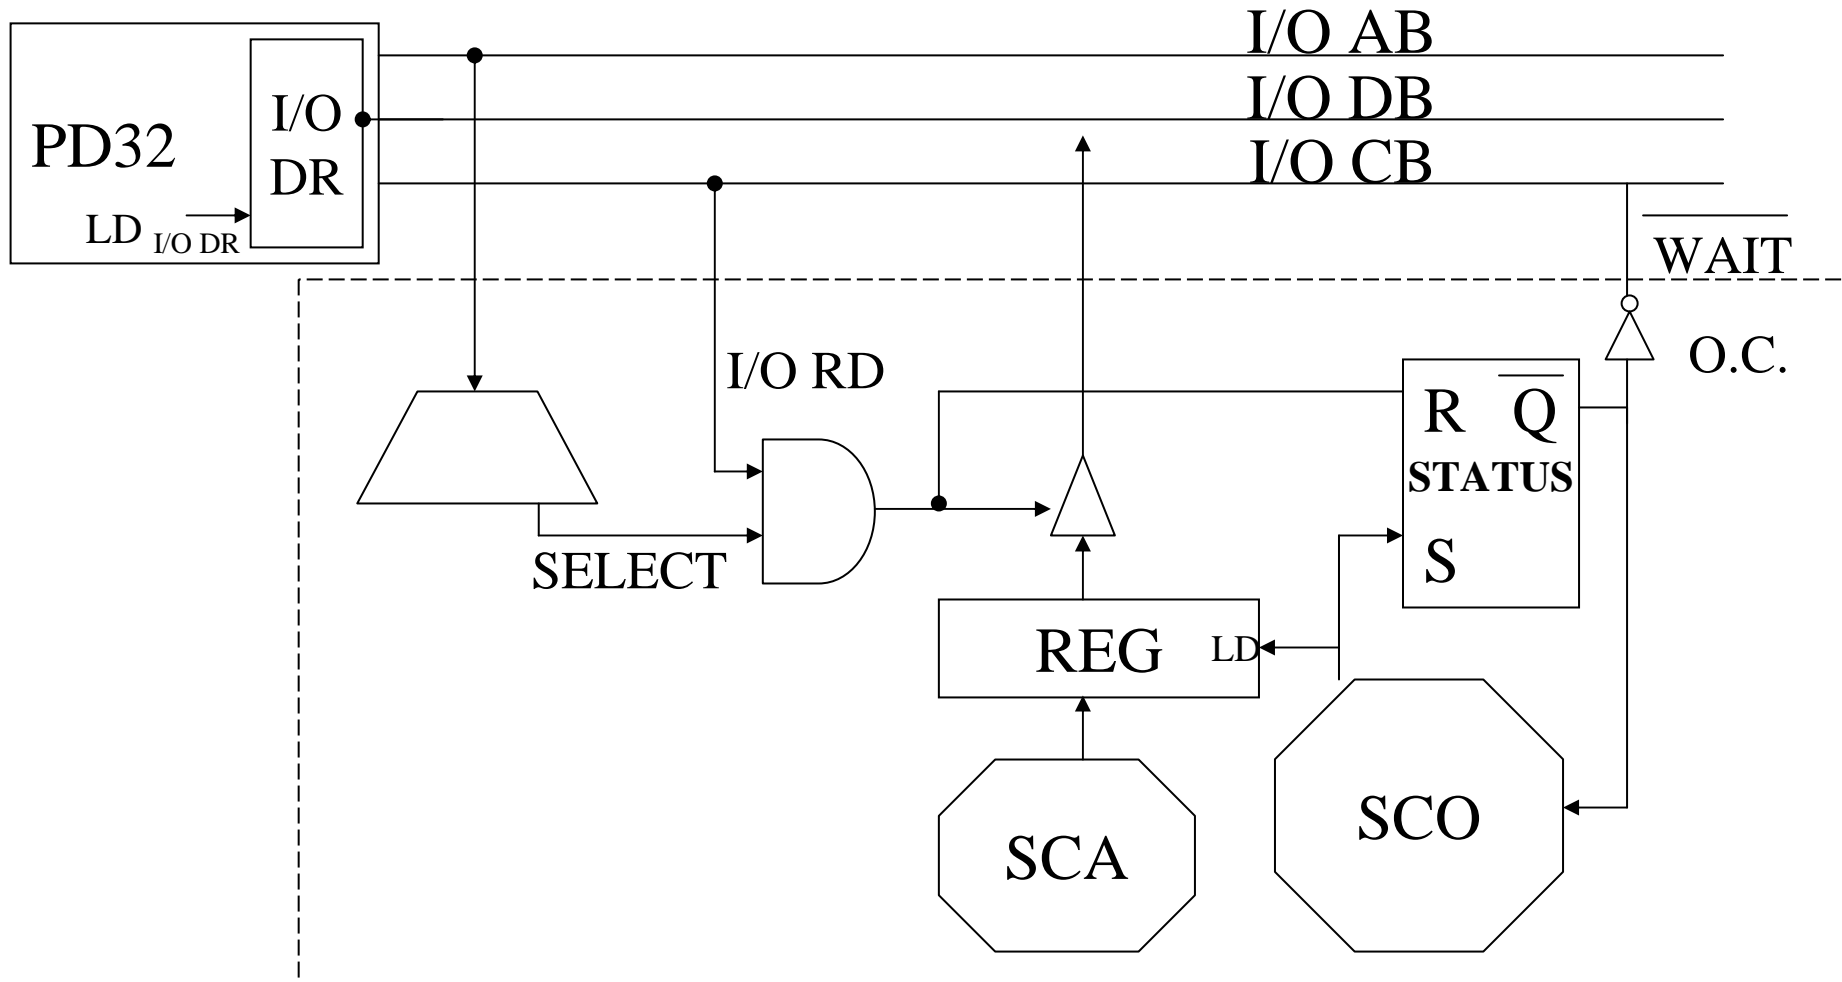 I/O AB
I/O DB
I/O CB
PD32
I/O
DR
LD I/O DR
WAIT
O.C.
I/O RD
R Q
STATUS
S
SELECT
REG LD
SCA
SCO